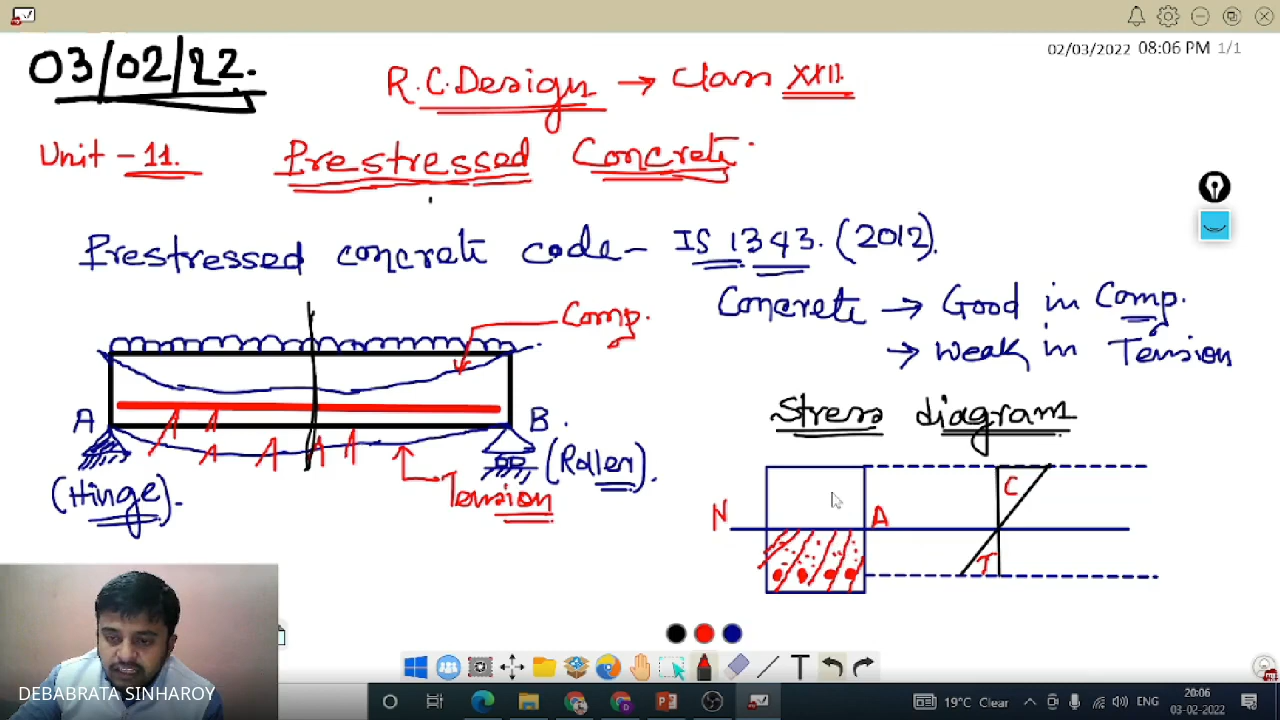 03/02/22.
02/03/2022 08:06 PM 1/1
R.C.Design → Class XXII.
Unit - 11. Prestressed Concrete.
Prestressed concrete code - IS 1343. (2012).
Concrete → Good in Comp.
→ Weak in Tension
Comp.
A
B.
(Hinge).
(Roller).
Tension
Stress diagram
N
A
C
T
DEBABRATA SINHAROY
T
19°C Clear
ENG
20:06
03-02-2022